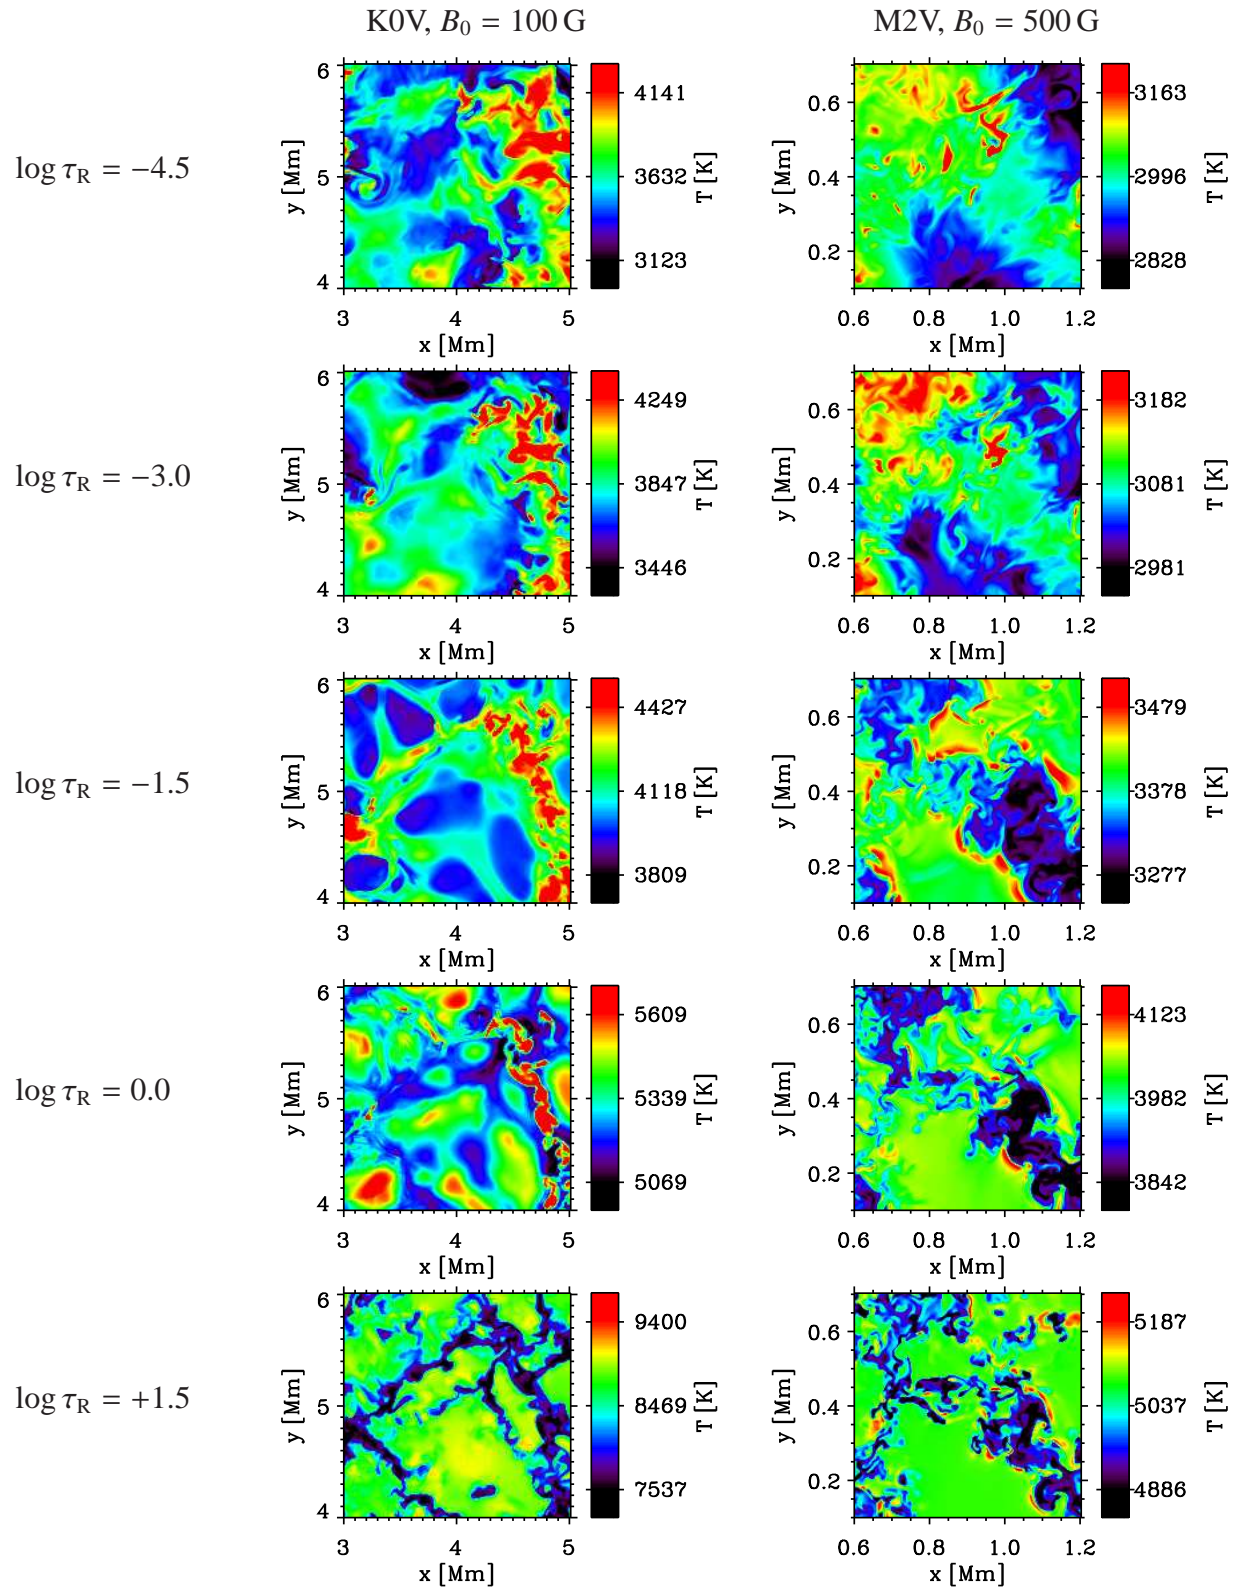 K0V, B₀ = 100 G
M2V, B₀ = 500 G
log τ_R = −4.5
y [Mm]
6
5
4
3
4
5
x [Mm]
4141
3632
3123
T [K]
y [Mm]
0.6
0.4
0.2
0.6
0.8
1.0
1.2
x [Mm]
3163
2996
2828
T [K]
log τ_R = −3.0
y [Mm]
6
5
4
3
4
5
x [Mm]
4249
3847
3446
T [K]
y [Mm]
0.6
0.4
0.2
0.6
0.8
1.0
1.2
x [Mm]
3182
3081
2981
T [K]
log τ_R = −1.5
y [Mm]
6
5
4
3
4
5
x [Mm]
4427
4118
3809
T [K]
y [Mm]
0.6
0.4
0.2
0.6
0.8
1.0
1.2
x [Mm]
3479
3378
3277
T [K]
log τ_R = 0.0
y [Mm]
6
5
4
3
4
5
x [Mm]
5609
5339
5069
T [K]
y [Mm]
0.6
0.4
0.2
0.6
0.8
1.0
1.2
x [Mm]
4123
3982
3842
T [K]
log τ_R = +1.5
y [Mm]
6
5
4
3
4
5
x [Mm]
9400
8469
7537
T [K]
y [Mm]
0.6
0.4
0.2
0.6
0.8
1.0
1.2
x [Mm]
5187
5037
4886
T [K]